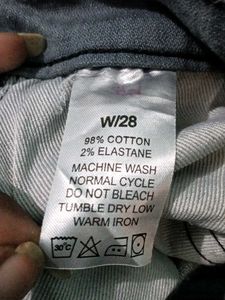 W/28
98% COTTON
2% ELASTANE
MACHINE WASH
NORMAL CYCLE
DO NOT BLEACH
TUMBLE DRY LOW
WARM IRON
30°C